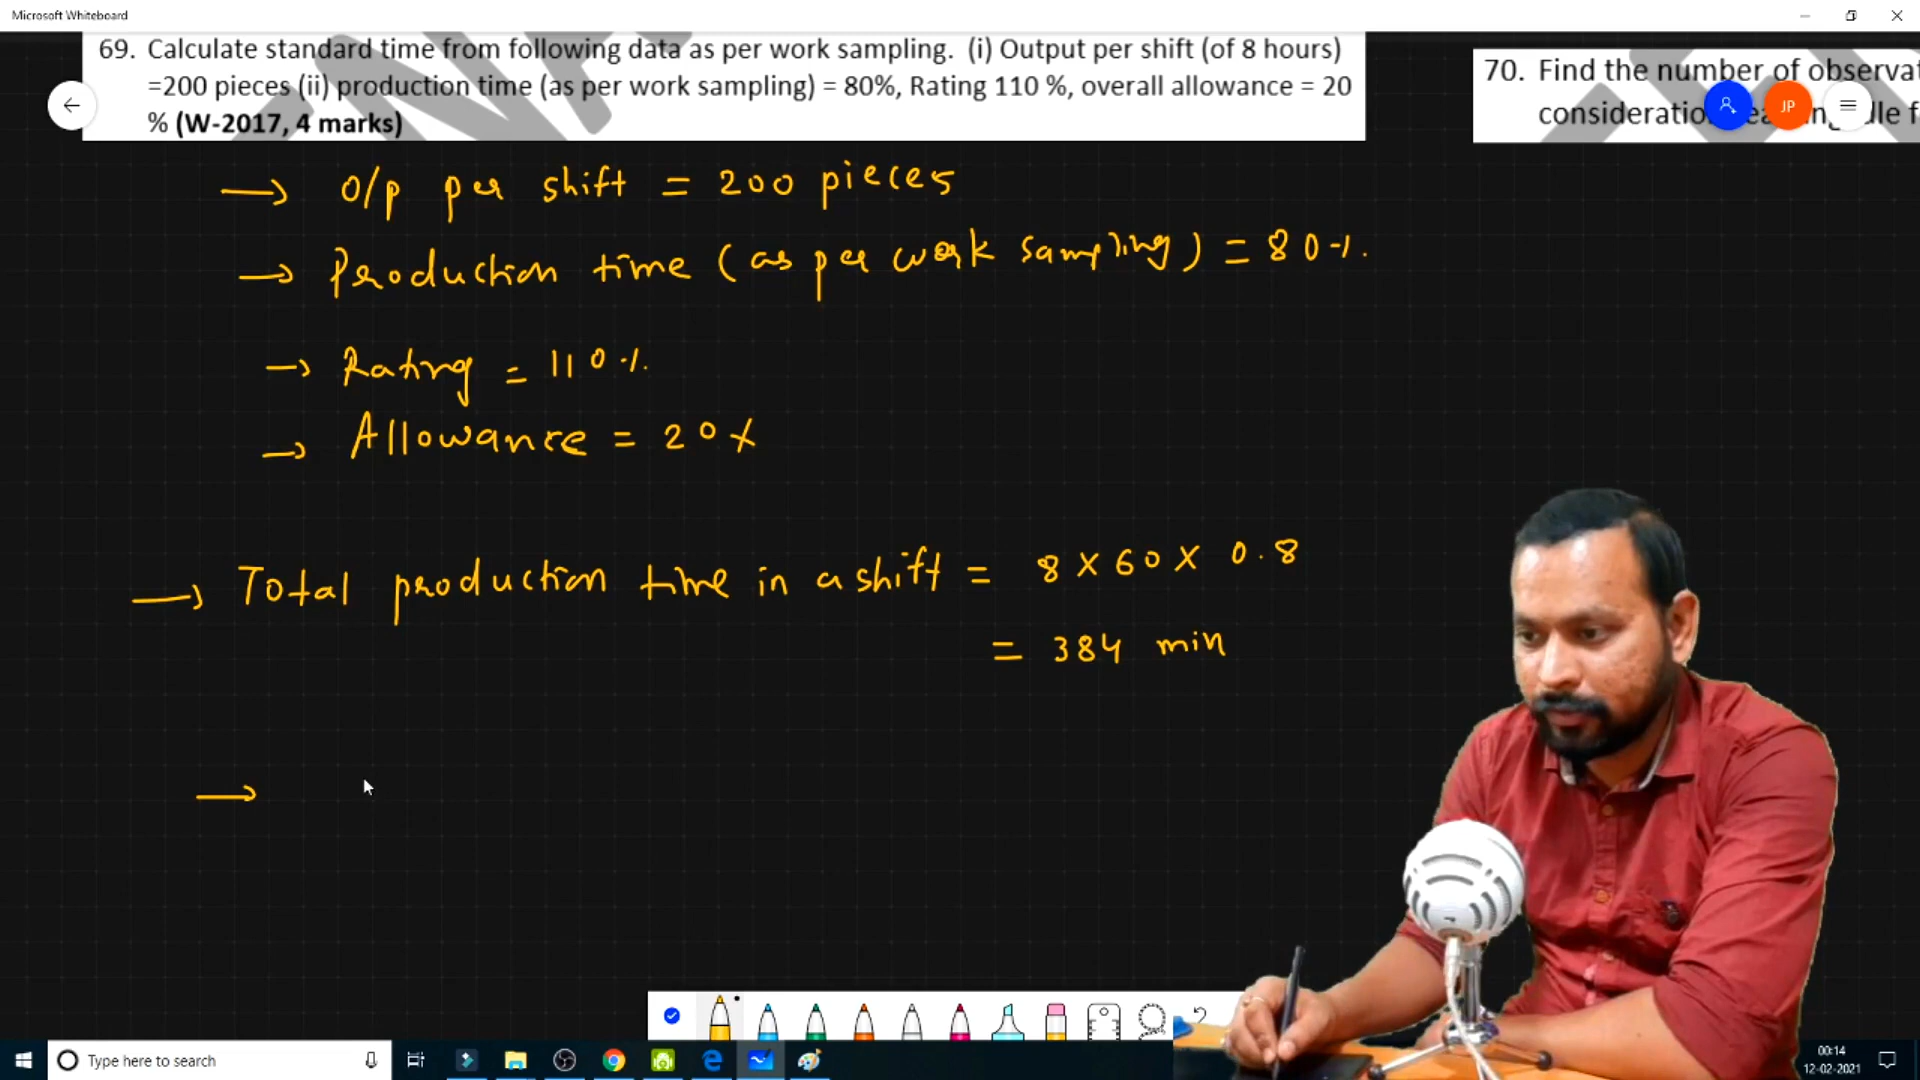 Microsoft Whiteboard
69. Calculate standard time from following data as per work sampling. (i) Output per shift (of 8 hours)
=200 pieces (ii) production time (as per work sampling) = 80%, Rating 110 %, overall allowance = 20
% (W-2017, 4 marks)
70. Find the number of
JP
→ O/p per shift = 200 pieces
→ Production time (as per work sampling) = 80%.
→ Rating = 110%.
→ Allowance = 20%
→ Total production time in a shift = 8 × 60 × 0.8
= 384 min
→
Type here to search
00:14
12-02-2021